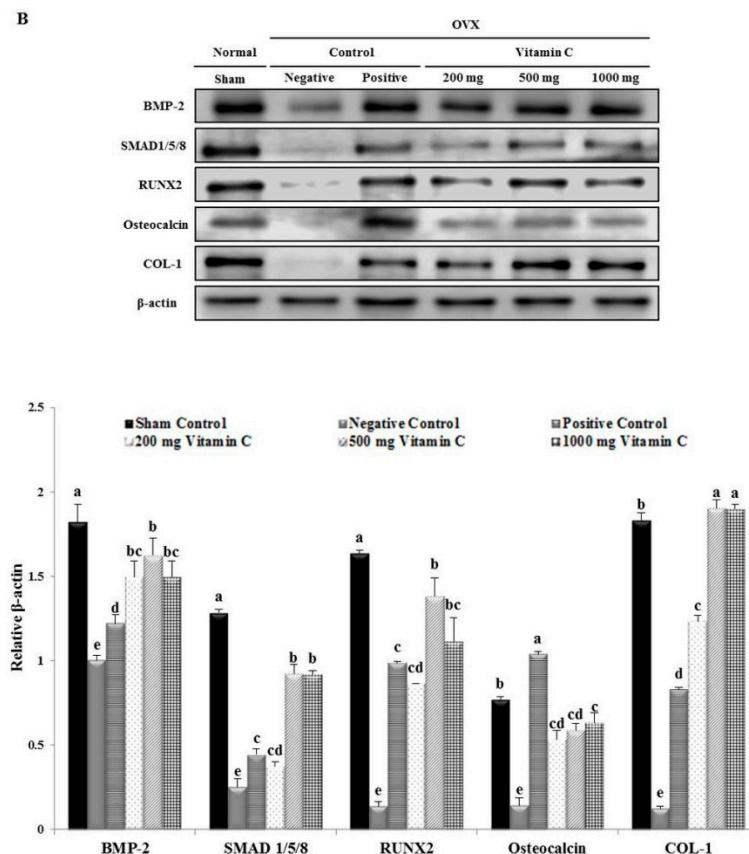 B
OVX
Normal Control Vitamin C
Sham Negative Positive 200 mg 500 mg 1000 mg
BMP-2
SMAD1/5/8
RUNX2
Osteocalcin
COL-1
β-actin
2.5
Sham Control Negative Control Positive Control
200 mg Vitamin C 500 mg Vitamin C 1000 mg Vitamin C
2
1.5
1
0.5
0
Relative β-actin
a e d bc b bc
a e c cd b b
a e c cd b bc
b e a cd cd c
b e d c a a
BMP-2 SMAD 1/5/8 RUNX2 Osteocalcin COL-1